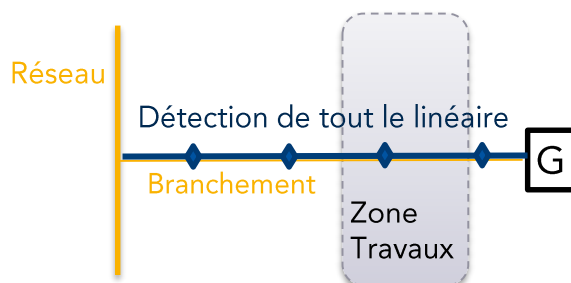 Réseau
Détection de tout le linéaire
Branchement
G
Zone
Travaux